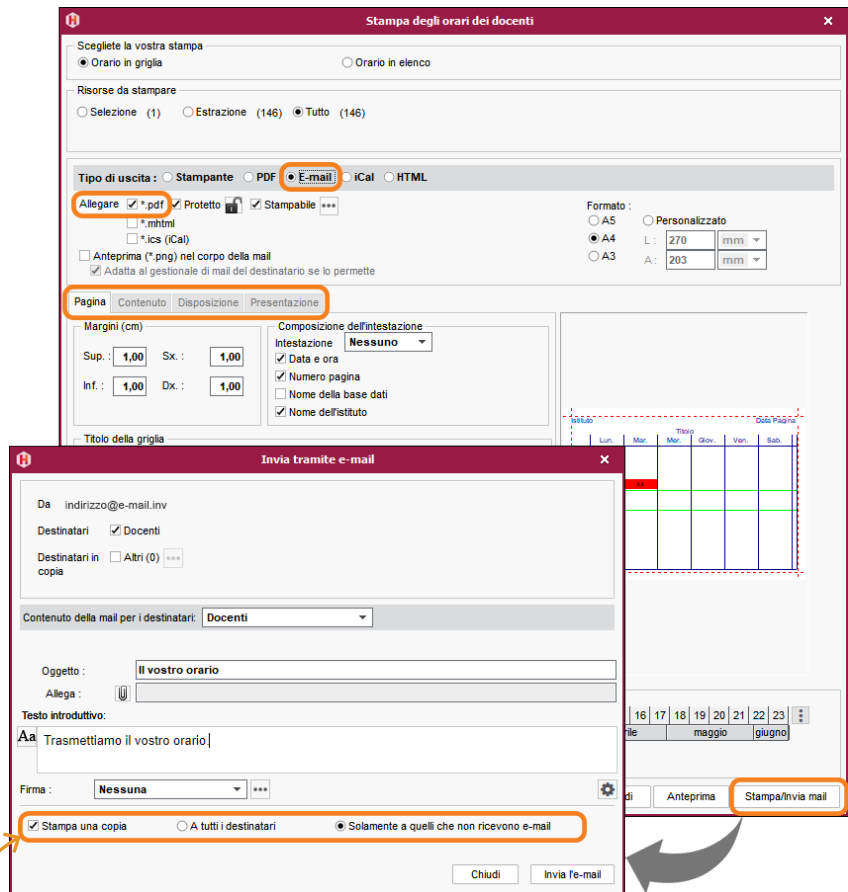 Stampa degli orari dei docenti
Scegliete la vostra stampa
Orario in griglia Orario in elenco
Risorse da stampare
Selezione (1) Estrazione (146) Tutto (146)
Tipo di uscita : Stampante PDF E-mail iCal HTML
Allegare *.pdf Protetto Stampabile
*.mhtml
*.ics (iCal)
Anteprima (*.png) nel corpo della mail
Adatta al gestionale di mail del destinatario se lo permette
Formato :
A5 Personalizzato
A4 L : 270 mm
A3 A : 203 mm
Pagina Contenuto Disposizione Presentazione
Margini (cm)
Sup. : 1,00 Sx. : 1,00
Inf. : 1,00 Dx. : 1,00
Composizione dell'intestazione
Intestazione Nessuno
Data e ora
Numero pagina
Nome della base dati
Nome dell'istituto
Titolo della griglia
Istituto Data Pagina
Titolo
Lun. Mar. Mer. Giov. Ven. Sab.
16 17 18 19 20 21 22 23
rile maggio giugno
di Anteprima Stampa/Invia mail
Invia tramite e-mail
Da indirizzo@e-mail.inv
Destinatari Docenti
Destinatari in Altri (0)
copia
Contenuto della mail per i destinatari: Docenti
Oggetto : Il vostro orario
Allega :
Testo introduttivo:
Aa Trasmettiamo il vostro orario.
Firma : Nessuna
Stampa una copia A tutti i destinatari Solamente a quelli che non ricevono e-mail
Chiudi Invia l'e-mail